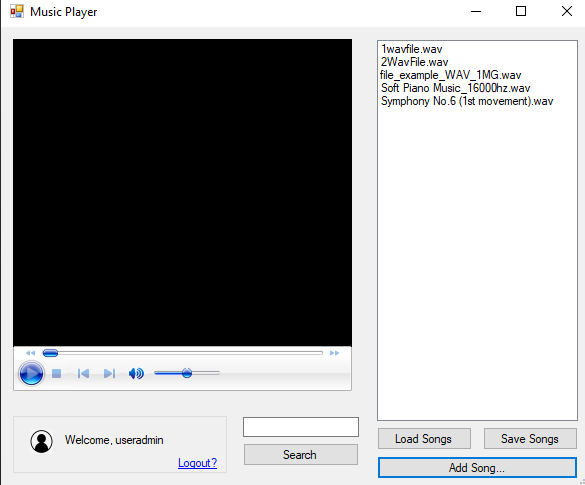 Music Player
1wavfile.wav
2WavFile.wav
file_example_WAV_1MG.wav
Soft Piano Music_16000hz.wav
Symphony No.6 (1st movement).wav
Welcome, useradmin
Logout?
Search
Load Songs
Save Songs
Add Song...